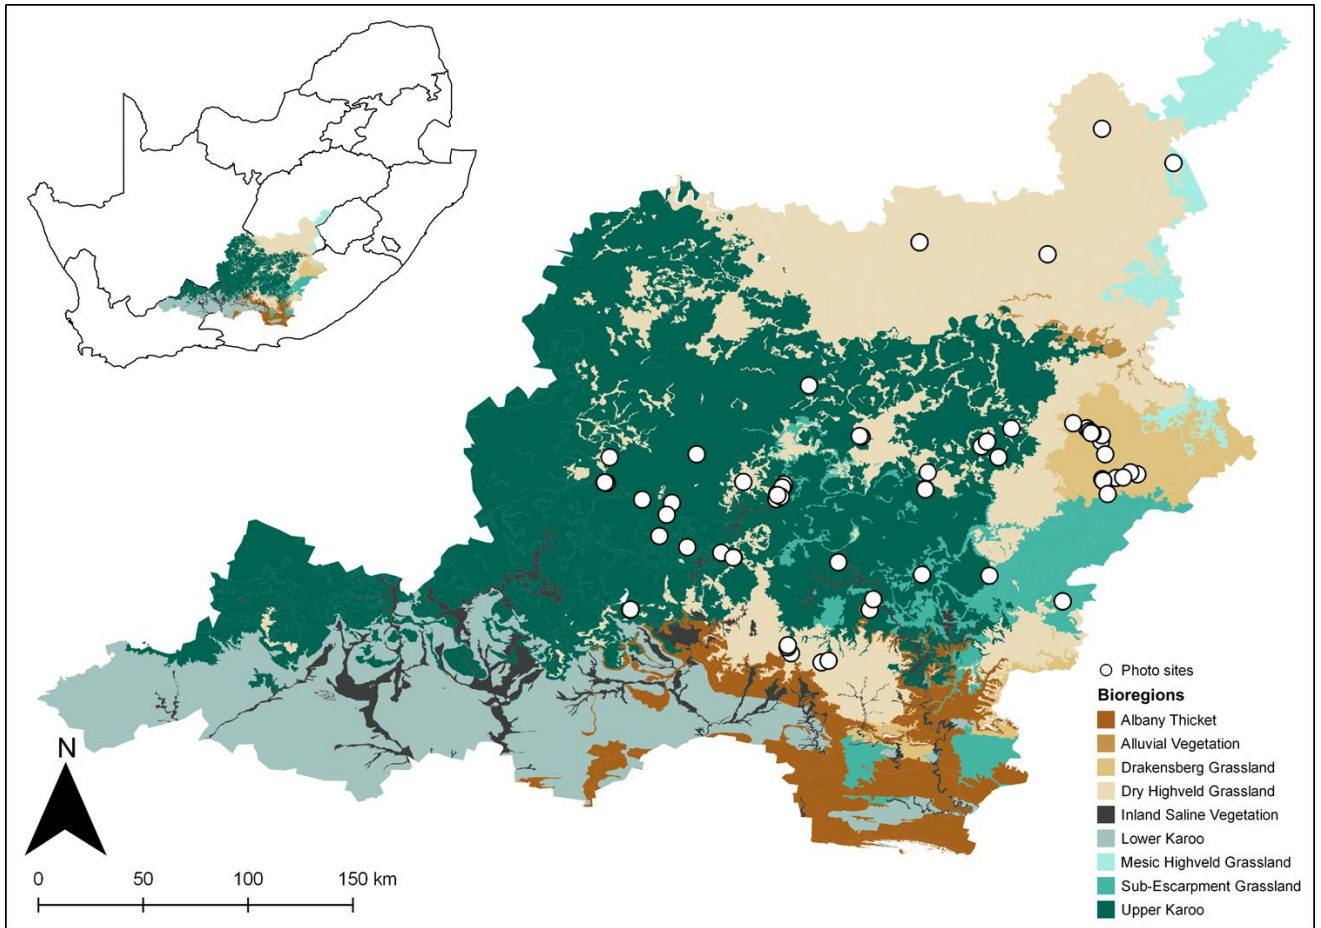 Photo sites
Bioregions
Albany Thicket
Alluvial Vegetation
Drakensberg Grassland
Dry Highveld Grassland
Inland Saline Vegetation
Lower Karoo
Mesic Highveld Grassland
Sub-Escarpment Grassland
Upper Karoo
N
0 50 100 150 km